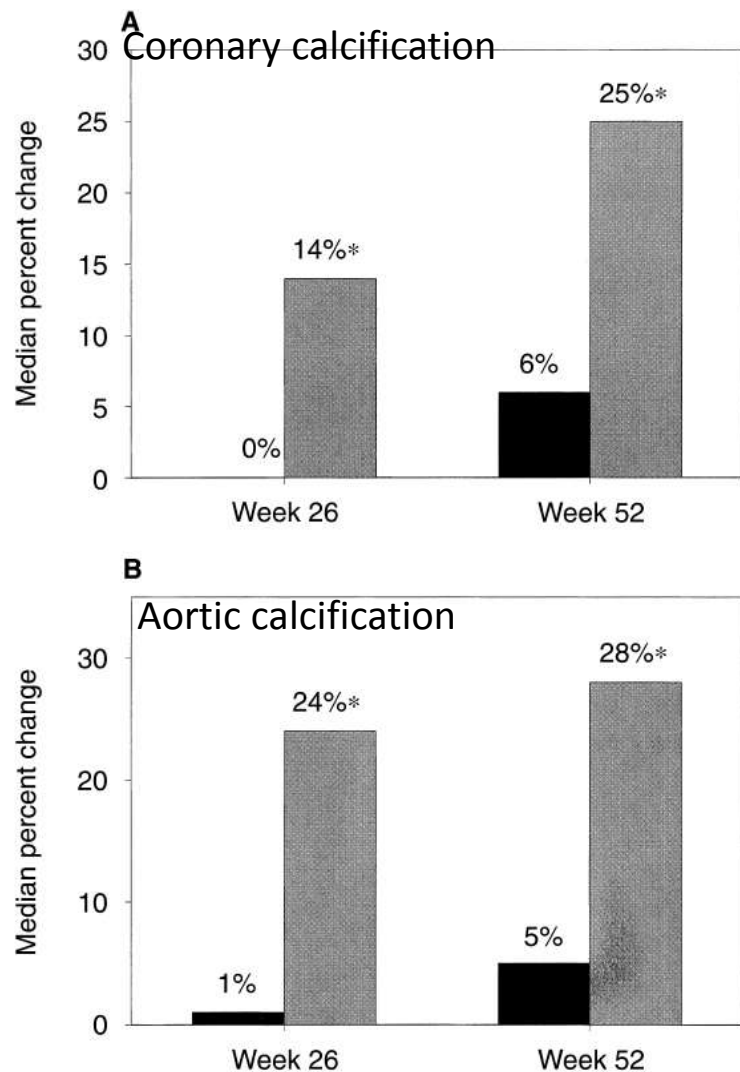 A
Coronary calcification
30
25
20
15
10
5
0
Median percent change
25%*
14%*
6%
0%
Week 26 Week 52
B
Aortic calcification
30
20
10
0
Median percent change
28%*
24%*
5%
1%
Week 26 Week 52